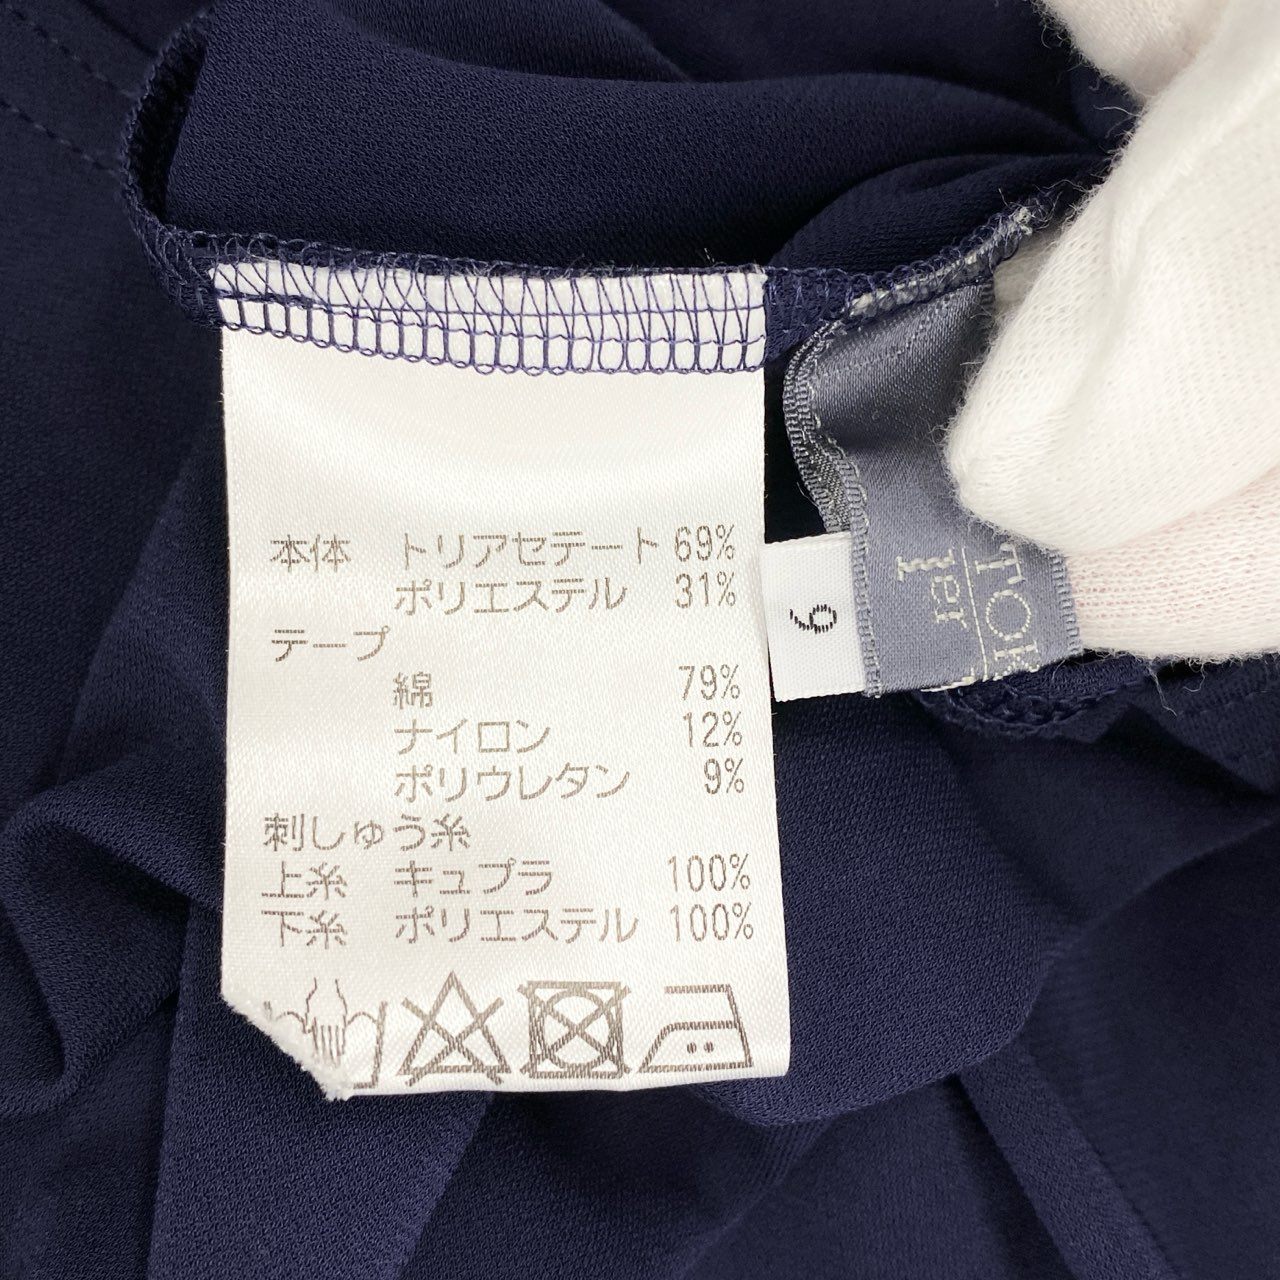 本体 トリアセテート 69%
ポリエステル 31%
テープ
綿 79%
ナイロン 12%
ポリウレタン 9%
刺しゅう糸
上糸 キュプラ 100%
下糸 ポリエステル 100%
6
1er